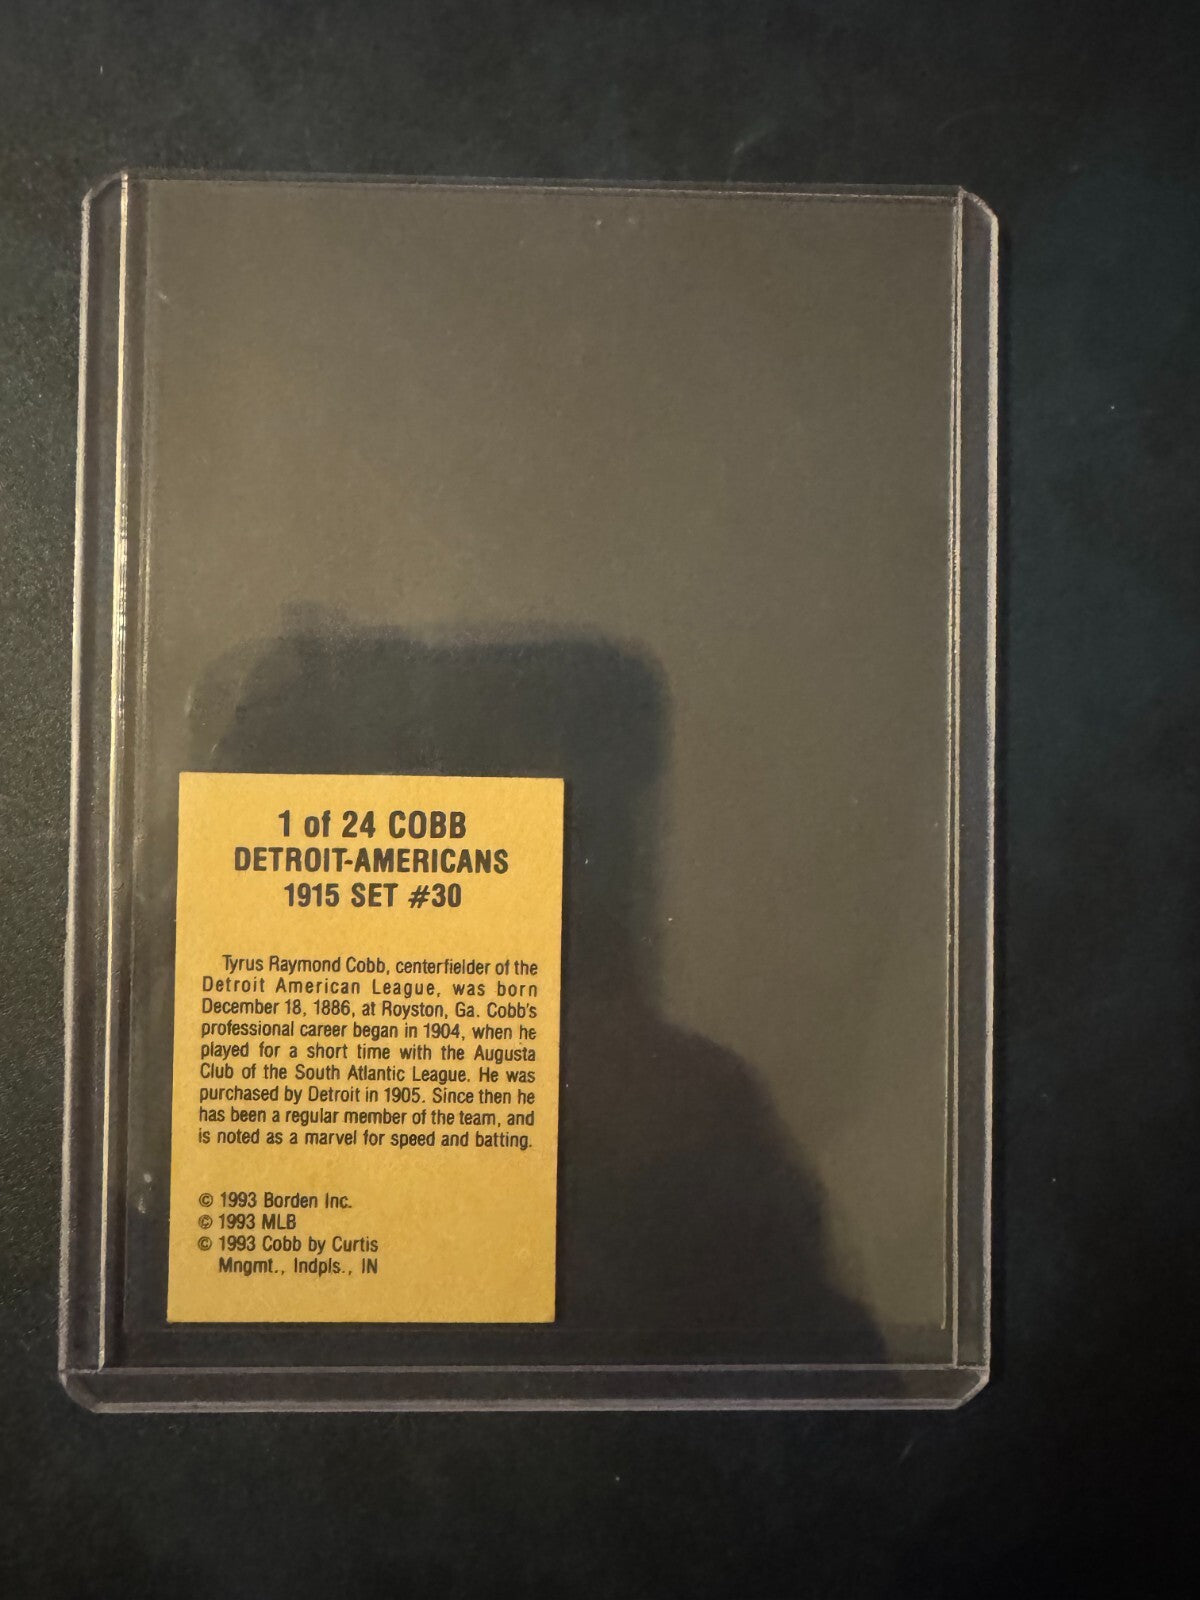 1 of 24 COBB
DETROIT-AMERICANS
1915 SET #30
Tyrus Raymond Cobb, centerfielder of the
Detroit American League, was born
December 18, 1886, at Royston, Ga. Cobb's
professional career began in 1904, when he
played for a short time with the Augusta
Club of the South Atlantic League. He was
purchased by Detroit in 1905. Since then he
has been a regular member of the team, and
is noted as a marvel for speed and batting.
© 1993 Borden Inc.
© 1993 MLB
© 1993 Cobb by Curtis
Mngmt., Indpls., IN